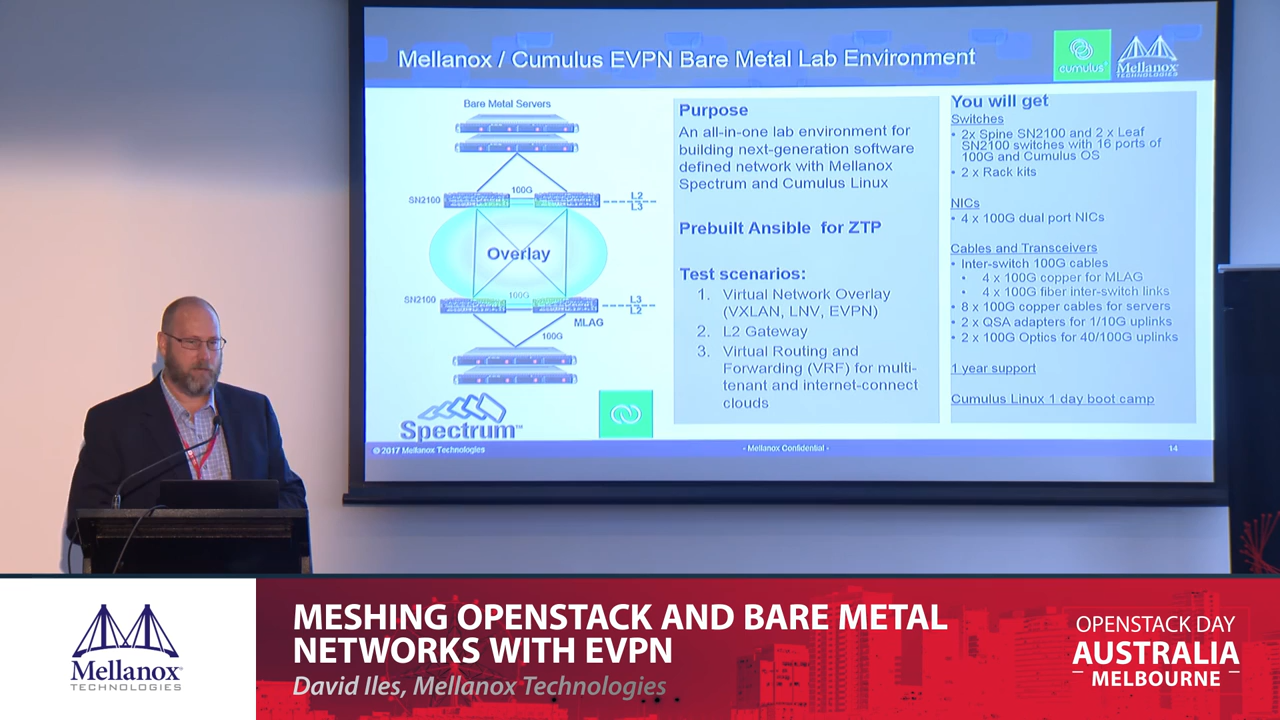 Mellanox / Cumulus EVPN Bare Metal Lab Environment
CUMULUS
Mellanox
TECHNOLOGIES
Bare Metal Servers
100G
SN2100
L2
L3
Overlay
100G
SN2100
L3
L2
MLAG
100G
Spectrum™
Purpose
An all-in-one lab environment for
building next-generation software
defined network with Mellanox
Spectrum and Cumulus Linux
Prebuilt Ansible for ZTP
Test scenarios:
1. Virtual Network Overlay
(VXLAN, LNV, EVPN)
2. L2 Gateway
3. Virtual Routing and
Forwarding (VRF) for multi-
tenant and internet-connect
clouds
You will get
Switches
• 2x Spine SN2100 and 2 x Leaf
SN2100 switches with 16 ports of
100G and Cumulus OS
• 2 x Rack kits
NICs
• 4 x 100G dual port NICs
Cables and Transceivers
• Inter-switch 100G cables
• 4 x 100G copper for MLAG
• 4 x 100G fiber inter-switch links
• 8 x 100G copper cables for servers
• 2 x QSA adapters for 1/10G uplinks
• 2 x 100G Optics for 40/100G uplinks
1 year support
Cumulus Linux 1 day boot camp
© 2017 Mellanox Technologies
- Mellanox Confidential -
14
Mellanox
TECHNOLOGIES
MESHING OPENSTACK AND BARE METAL
NETWORKS WITH EVPN
David Iles, Mellanox Technologies
OPENSTACK DAY
AUSTRALIA
MELBOURNE